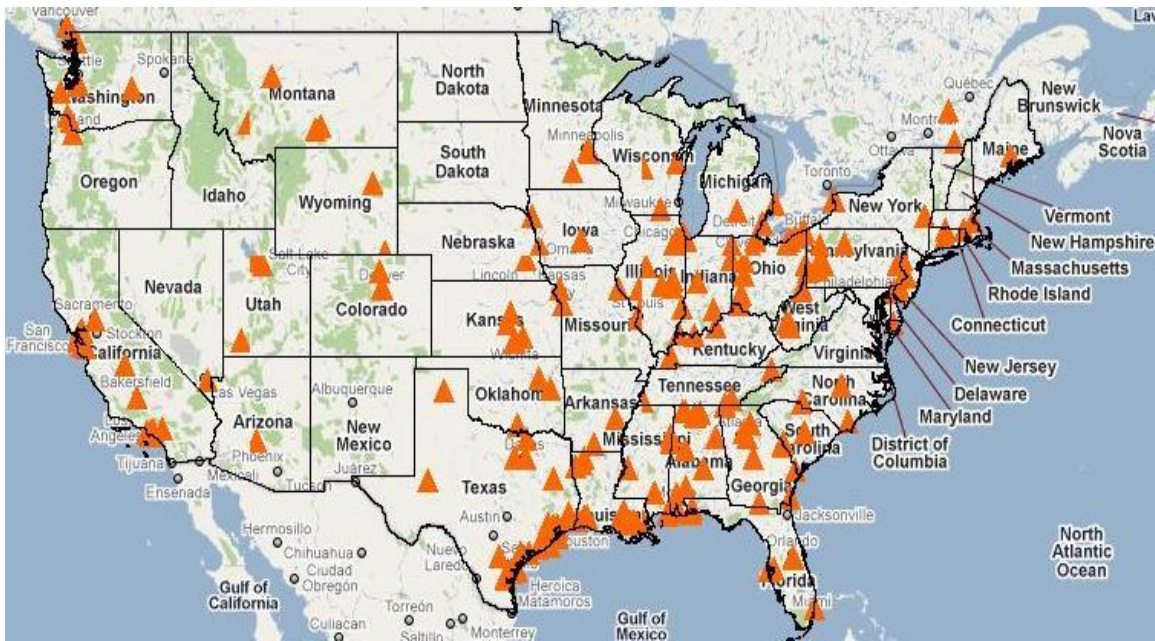 Vancouver
Seattle
Spokane
Washington
Montana
North
Dakota
Minnesota
Minneapolis
Oregon
Idaho
Wyoming
South
Dakota
Wisconsin
Michigan
Milwaukee
Toronto
Ottawa
Québec
Maine
New
Brunswick
Nova
Scotia
Vermont
New Hampshire
Massachusetts
Rhode Island
Connecticut
New Jersey
Delaware
Maryland
District of
Columbia
New York
Buffalo
Detroit
Chicago
Iowa
Omaha
Nebraska
Lincoln
Salt Lake
City
Nevada
Utah
Denver
Colorado
Kansas
Wichita
Missouri
St Louis
Illinois
Indiana
Ohio
Pennsylvania
Philadelphia
West
Virginia
Virginia
Kentucky
Sacramento
San
Francisco
Stockton
California
Bakersfield
Las Vegas
Los
Angeles
Tijuana
Mexicali
Ensenada
Arizona
Phoenix
Tucson
Albuquerque
New
Mexico
Juárez
Oklahoma
Arkansas
Tennessee
North
Carolina
South
Carolina
Atlanta
Mississippi
Alabama
Georgia
Dallas
Texas
Austin
Houston
Louisiana
Jacksonville
Orlando
Florida
Miami
Hermosillo
Chihuahua
Ciudad
Obregón
Nuevo
Laredo
Heroica
Matamoros
Torreón
Monterrey
Saltillo
Culiacán
Gulf of
California
Gulf of
Mexico
North
Atlantic
Ocean